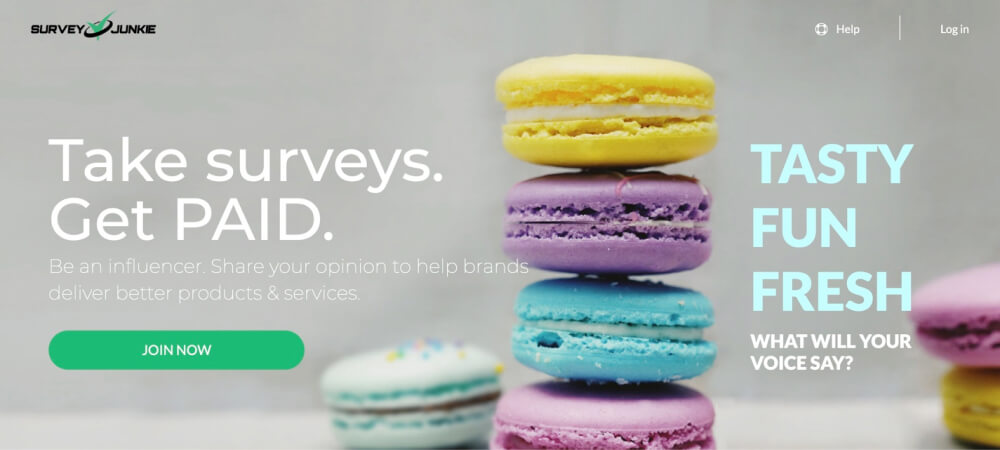 SURVEY JUNKIE
Help
Log in
Take surveys.
Get PAID.
Be an influencer. Share your opinion to help brands
deliver better products & services.
JOIN NOW
TASTY
FUN
FRESH
WHAT WILL YOUR
VOICE SAY?